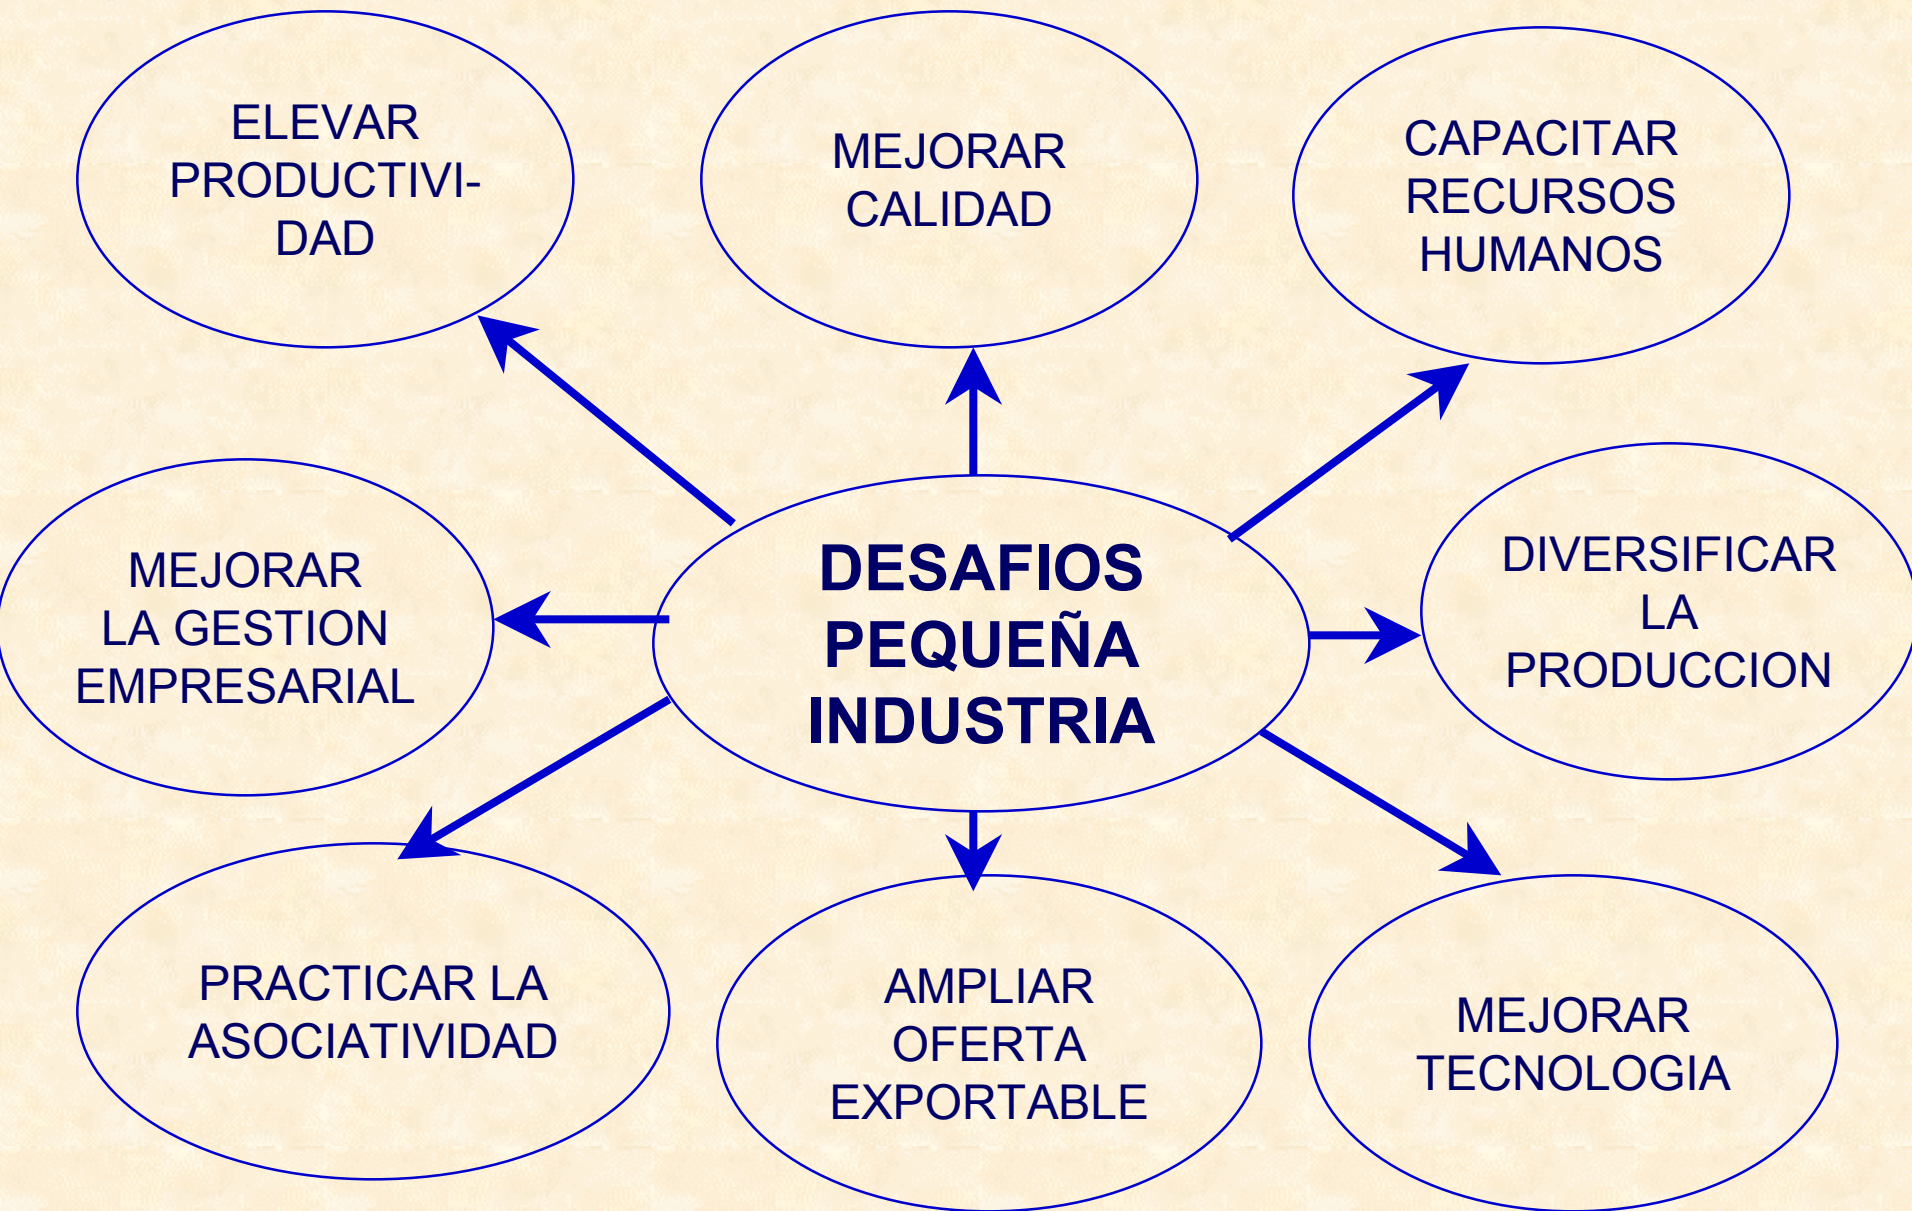 ELEVAR
PRODUCTIVI-
DAD
MEJORAR
CALIDAD
CAPACITAR
RECURSOS
HUMANOS
MEJORAR
LA GESTION
EMPRESARIAL
DESAFIOS
PEQUEÑA
INDUSTRIA
DIVERSIFICAR
LA
PRODUCCION
PRACTICAR LA
ASOCIATIVIDAD
AMPLIAR
OFERTA
EXPORTABLE
MEJORAR
TECNOLOGIA